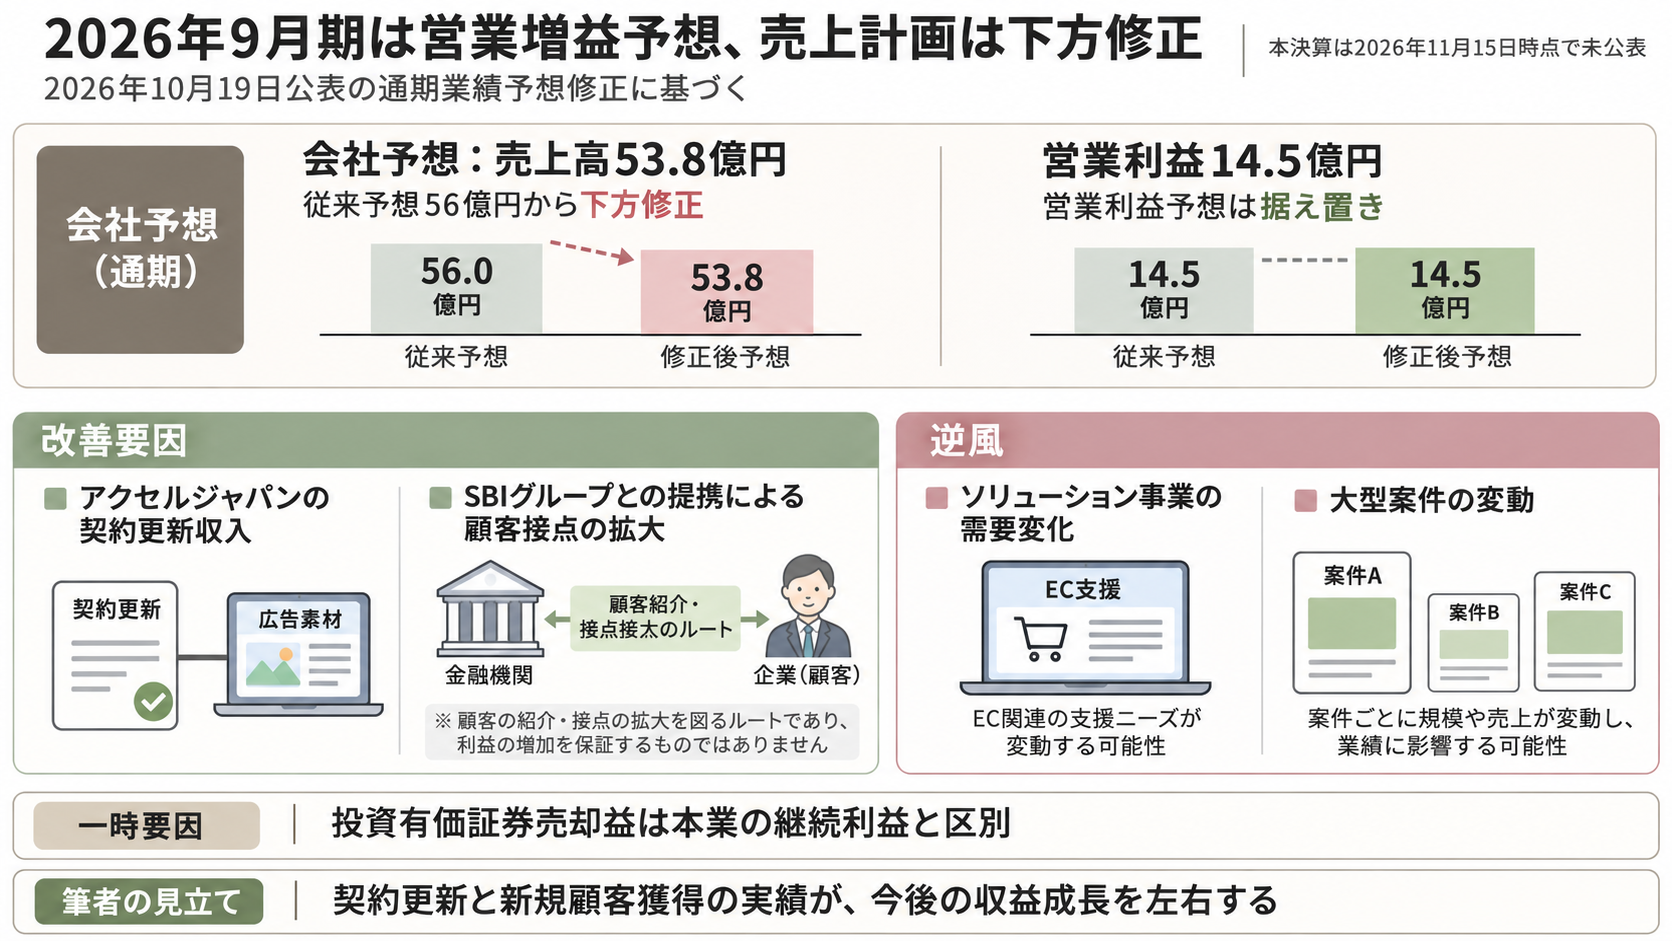 2026年9月期は営業増益予想、売上計画は下方修正
本決算は2026年11月15日時点で未公表
2026年10月19日公表の通期業績予想修正に基づく
会社予想
（通期）
会社予想：売上高53.8億円
従来予想56億円から下方修正
56.0
億円
53.8
億円
従来予想
修正後予想
営業利益14.5億円
営業利益予想は据え置き
14.5
億円
14.5
億円
従来予想
修正後予想
改善要因
アクセルジャパンの
契約更新収入
契約更新
広告素材
SBIグループとの提携による
顧客接点の拡大
顧客紹介・
接点接太のルート
金融機関
企業（顧客）
※ 顧客の紹介・接点の拡大を図るルートであり、
利益の増加を保証するものではありません
逆風
ソリューション事業の
需要変化
EC支援
EC関連の支援ニーズが
変動する可能性
大型案件の変動
案件A
案件B
案件C
案件ごとに規模や売上が変動し、
業績に影響する可能性
一時要因
投資有価証券売却益は本業の継続利益と区別
筆者の見立て
契約更新と新規顧客獲得の実績が、今後の収益成長を左右する